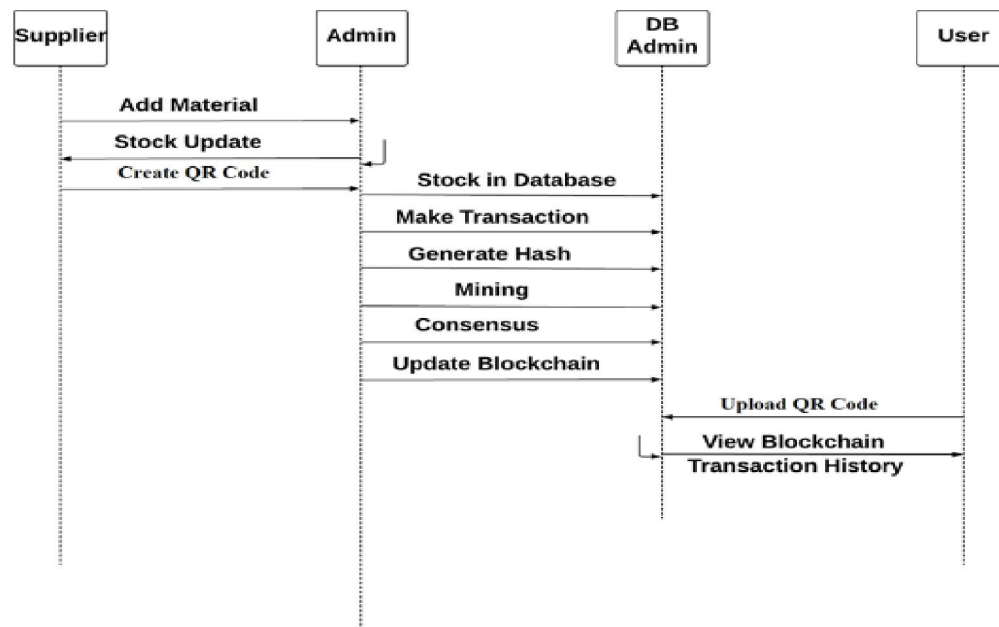 Supplier
Admin
DB
Admin
User
Add Material
Stock Update
Create QR Code
Stock in Database
Make Transaction
Generate Hash
Mining
Consensus
Update Blockchain
Upload QR Code
View Blockchain
Transaction History